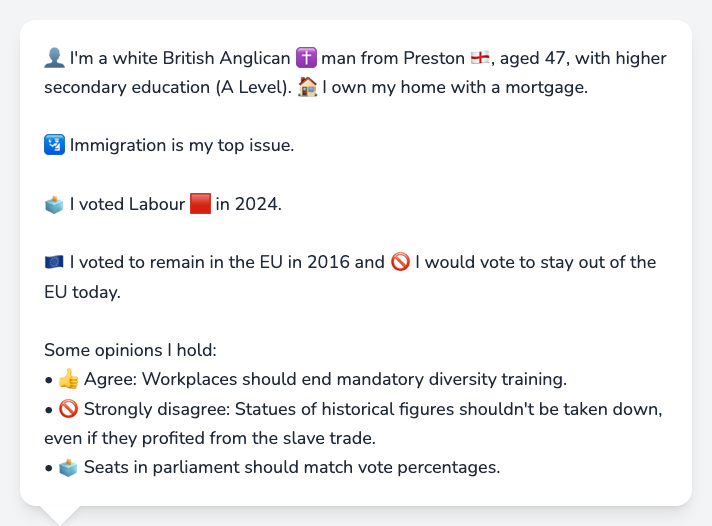 👤 I'm a white British Anglican ✝️ man from Preston 🏴󠁧󠁢󠁥󠁮󠁧󠁿, aged 47, with higher
secondary education (A Level). 🏠 I own my home with a mortgage.
🛂 Immigration is my top issue.
🗳️ I voted Labour 🟥 in 2024.
🇪🇺 I voted to remain in the EU in 2016 and 🚫 I would vote to stay out of the
EU today.
Some opinions I hold:
• 👍 Agree: Workplaces should end mandatory diversity training.
• 🚫 Strongly disagree: Statues of historical figures shouldn't be taken down,
even if they profited from the slave trade.
• 🗳️ Seats in parliament should match vote percentages.